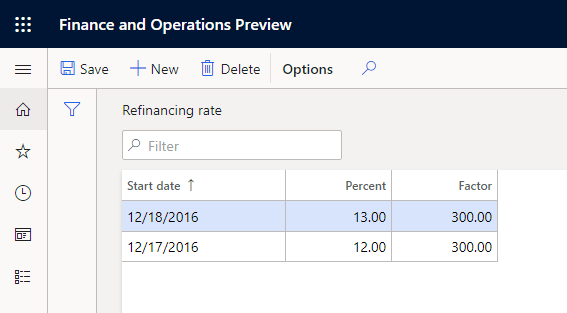 Finance and Operations Preview
Save New Delete Options
Refinancing rate
Filter
Start date ↑ Percent Factor
12/18/2016 13.00 300.00
12/17/2016 12.00 300.00